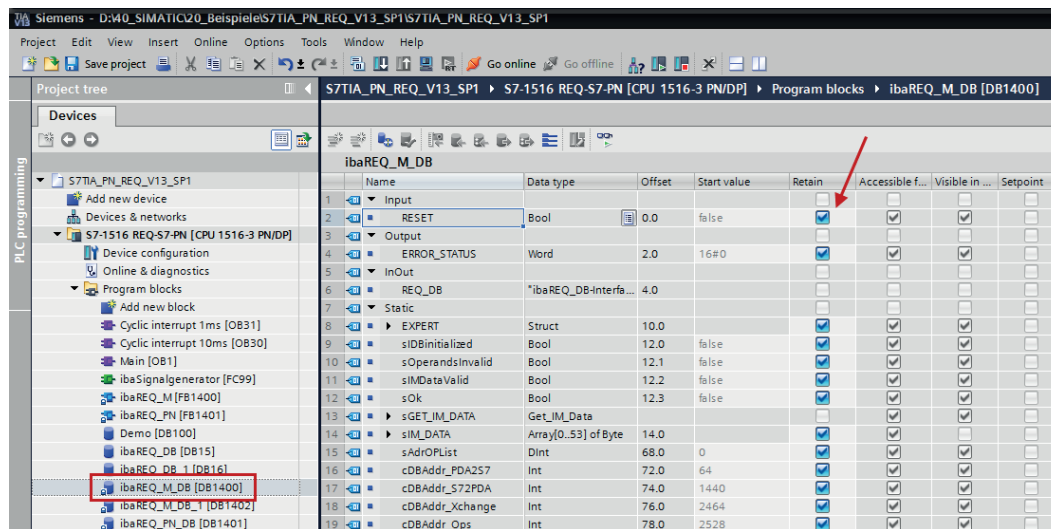 Siemens - D:\40_SIMATIC\20_Beispiele\S7TIA_PN_REQ_V13_SP1\S7TIA_PN_REQ_V13_SP1
Project Edit View Insert Online Options Tools Window Help
Save project Go online Go offline
Project tree
S7TIA_PN_REQ_V13_SP1 S7-1516 REQ-S7-PN [CPU 1516-3 PN/DP] Program blocks ibaREQ_M_DB [DB1400]
Devices
PLC programming
S7TIA_PN_REQ_V13_SP1
Add new device
Devices & networks
S7-1516 REQ-S7-PN [CPU 1516-3 PN/DP]
Device configuration
Online & diagnostics
Program blocks
Add new block
Cyclic interrupt 1ms [OB31]
Cyclic interrupt 10ms [OB30]
Main [OB1]
ibaSignalgenerator [FC99]
ibaREQ_M [FB1400]
ibaREQ_PN [FB1401]
Demo [DB100]
ibaREQ_DB [DB15]
ibaREQ_DB_1 [DB16]
ibaREQ_M_DB [DB1400]
ibaREQ_M_DB_1 [DB1402]
ibaREQ_PN_DB [DB1401]
ibaREQ_M_DB
Name Data type Offset Start value Retain Accessible f... Visible in ... Setpoint
1 Input
2 RESET Bool 0.0 false
3 Output
4 ERROR_STATUS Word 2.0 16#0
5 InOut
6 REQ_DB "ibaREQ_DB-Interfa... 4.0
7 Static
8 EXPERT Struct 10.0
9 sIDBinitialized Bool 12.0 false
10 sOperandsInvalid Bool 12.1 false
11 sIMDataValid Bool 12.2 false
12 sOk Bool 12.3 false
13 sGET_IM_DATA Get_IM_Data
14 sIM_DATA Array[0..53] of Byte 14.0
15 sAdrOPList DInt 68.0 0
16 cDBAddr_PDA2S7 Int 72.0 64
17 cDBAddr_S72PDA Int 74.0 1440
18 cDBAddr_Xchange Int 76.0 2464
19 cDBAddr_Ops Int 78.0 2528